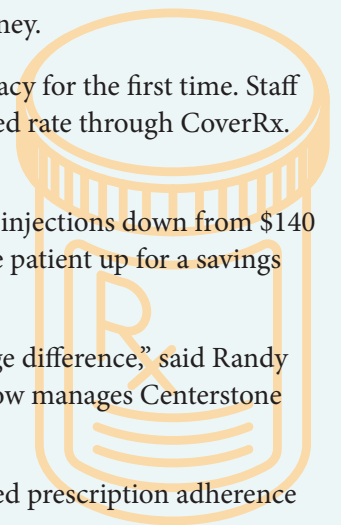 ney.
acy for the first time. Staff
ed rate through CoverRx.
injections down from $140
e patient up for a savings
ge difference,” said Randy
ow manages Centerstone
Rx
ed prescription adherence